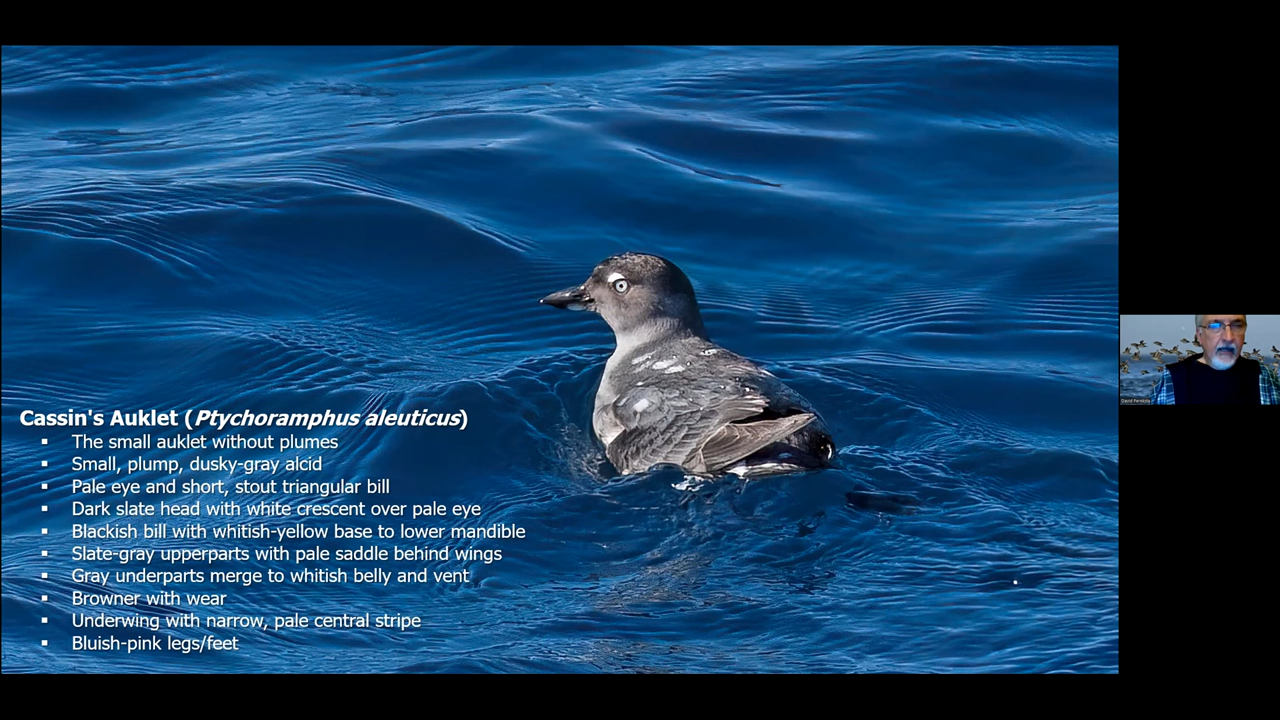 Cassin's Auklet (Ptychoramphus aleuticus)
▪ The small auklet without plumes
▪ Small, plump, dusky-gray alcid
▪ Pale eye and short, stout triangular bill
▪ Dark slate head with white crescent over pale eye
▪ Blackish bill with whitish-yellow base to lower mandible
▪ Slate-gray upperparts with pale saddle behind wings
▪ Gray underparts merge to whitish belly and vent
▪ Browner with wear
▪ Underwing with narrow, pale central stripe
▪ Bluish-pink legs/feet
David